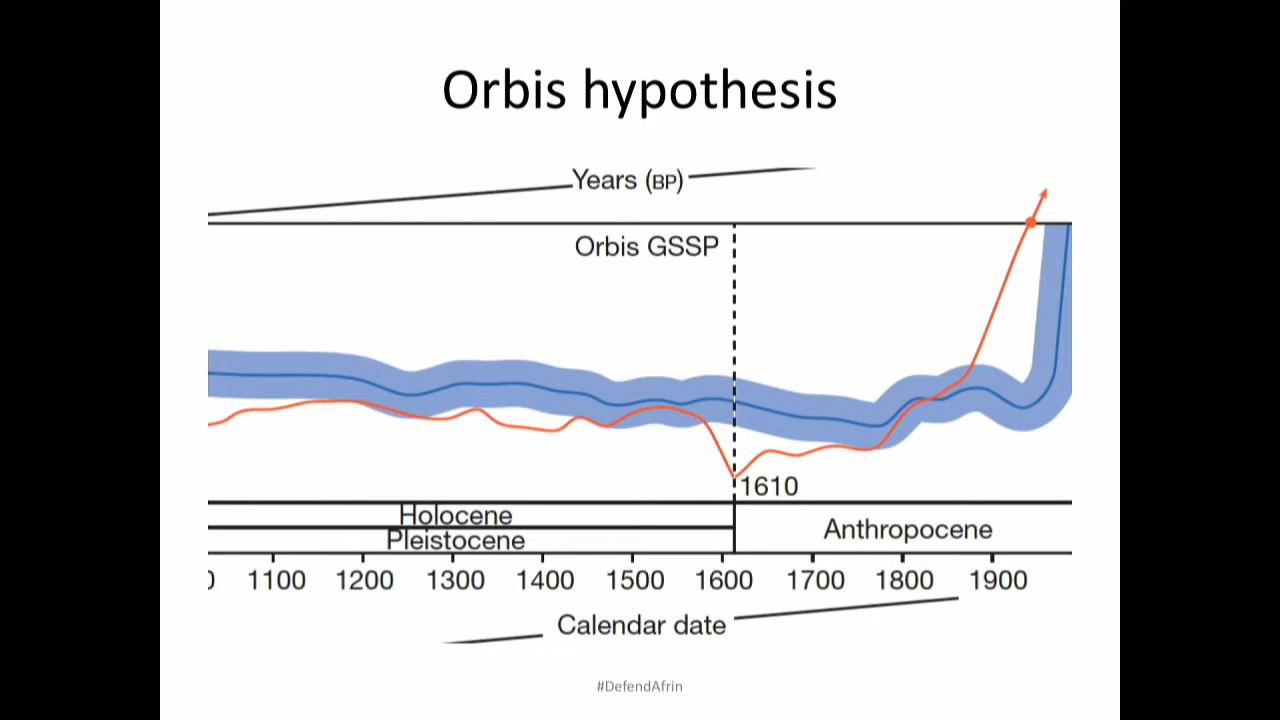 Orbis hypothesis
Years (BP)
Orbis GSSP
1610
Holocene
Pleistocene
Anthropocene
0 1100 1200 1300 1400 1500 1600 1700 1800 1900
Calendar date
#DefendAfrin